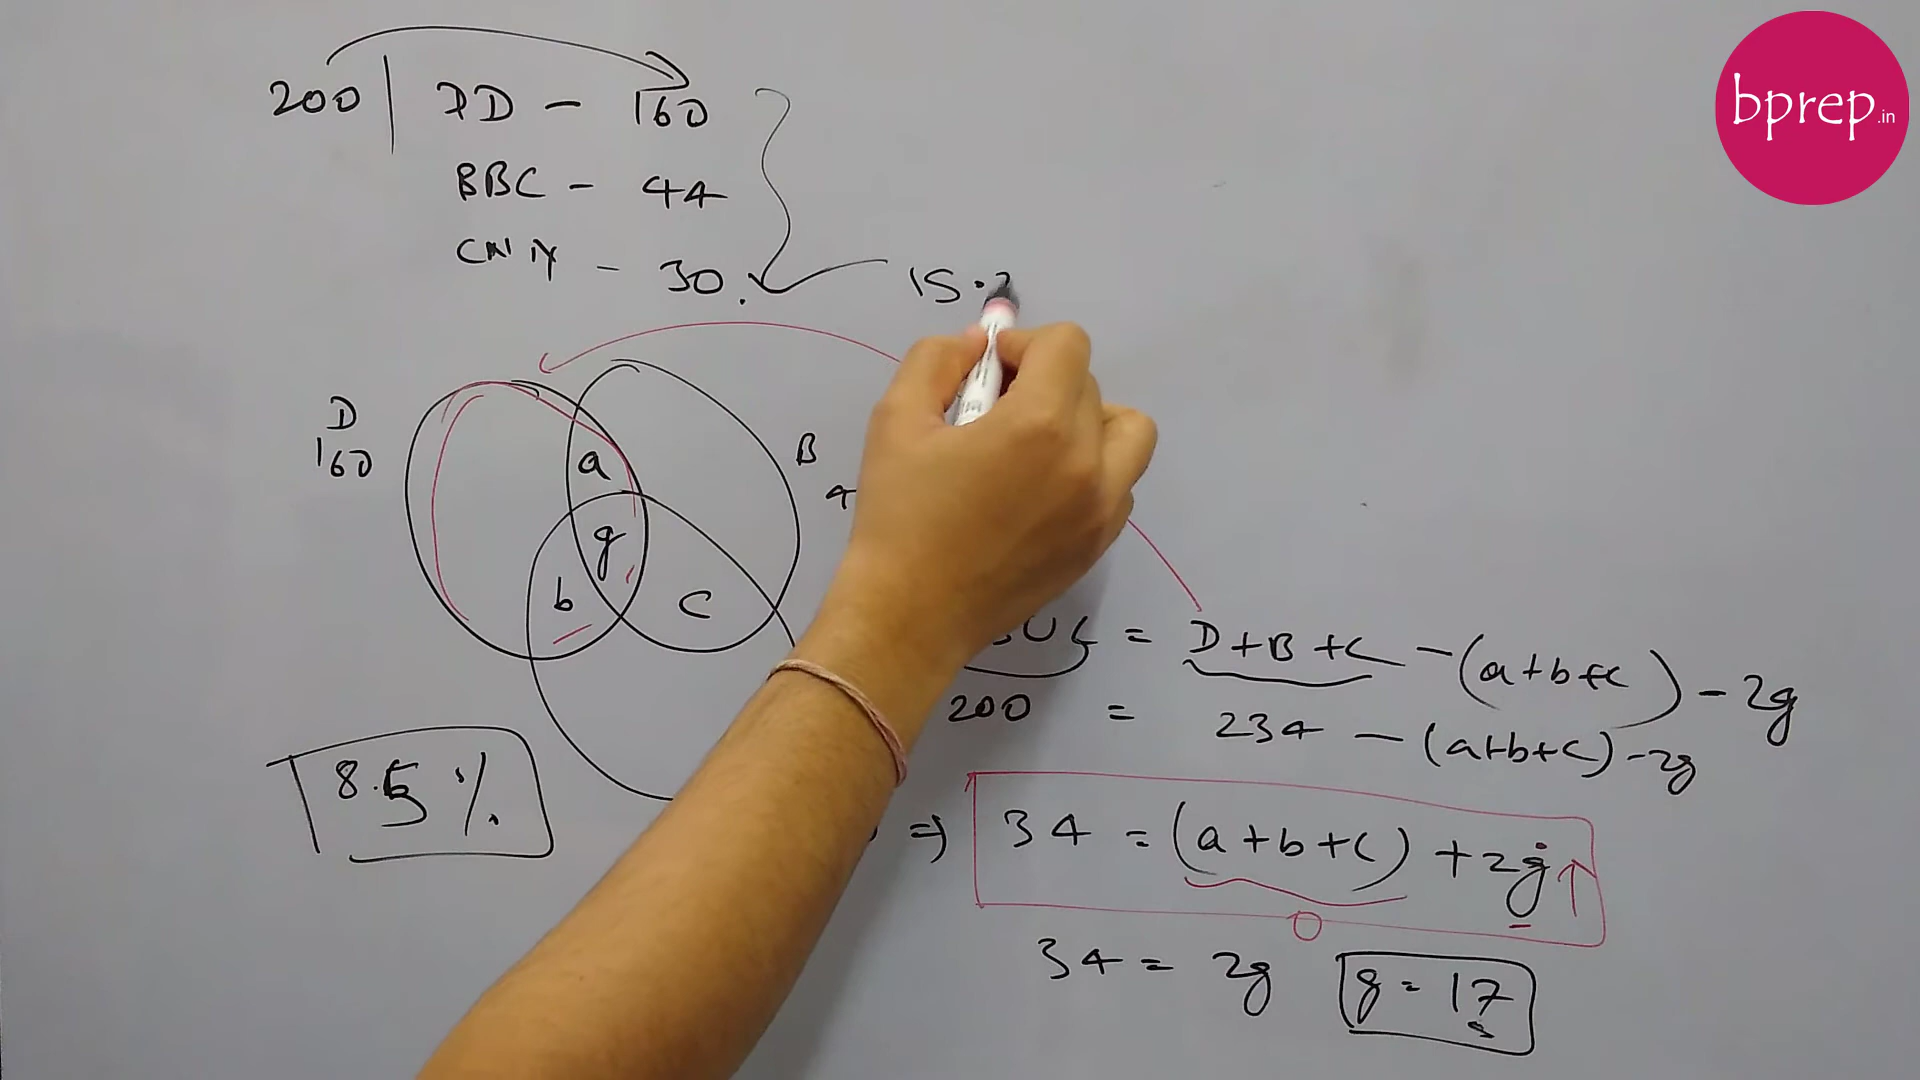 200 | DD - 160
BBC - 44
CNN - 30.
15.
D
160
B
4
a
g
b
c
= D+B+C - (a+b+c) - 2g
200 = 234 - (a+b+c) - 2g
8.5%
=) 34 = (a+b+c) + 2g ↑
0
34 = 2g g = 17
bprep.in